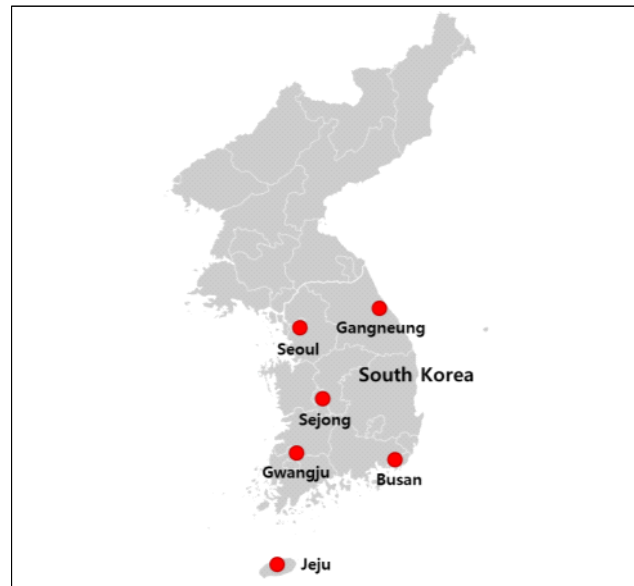 Gangneung
Seoul
South Korea
Sejong
Gwangju
Busan
Jeju